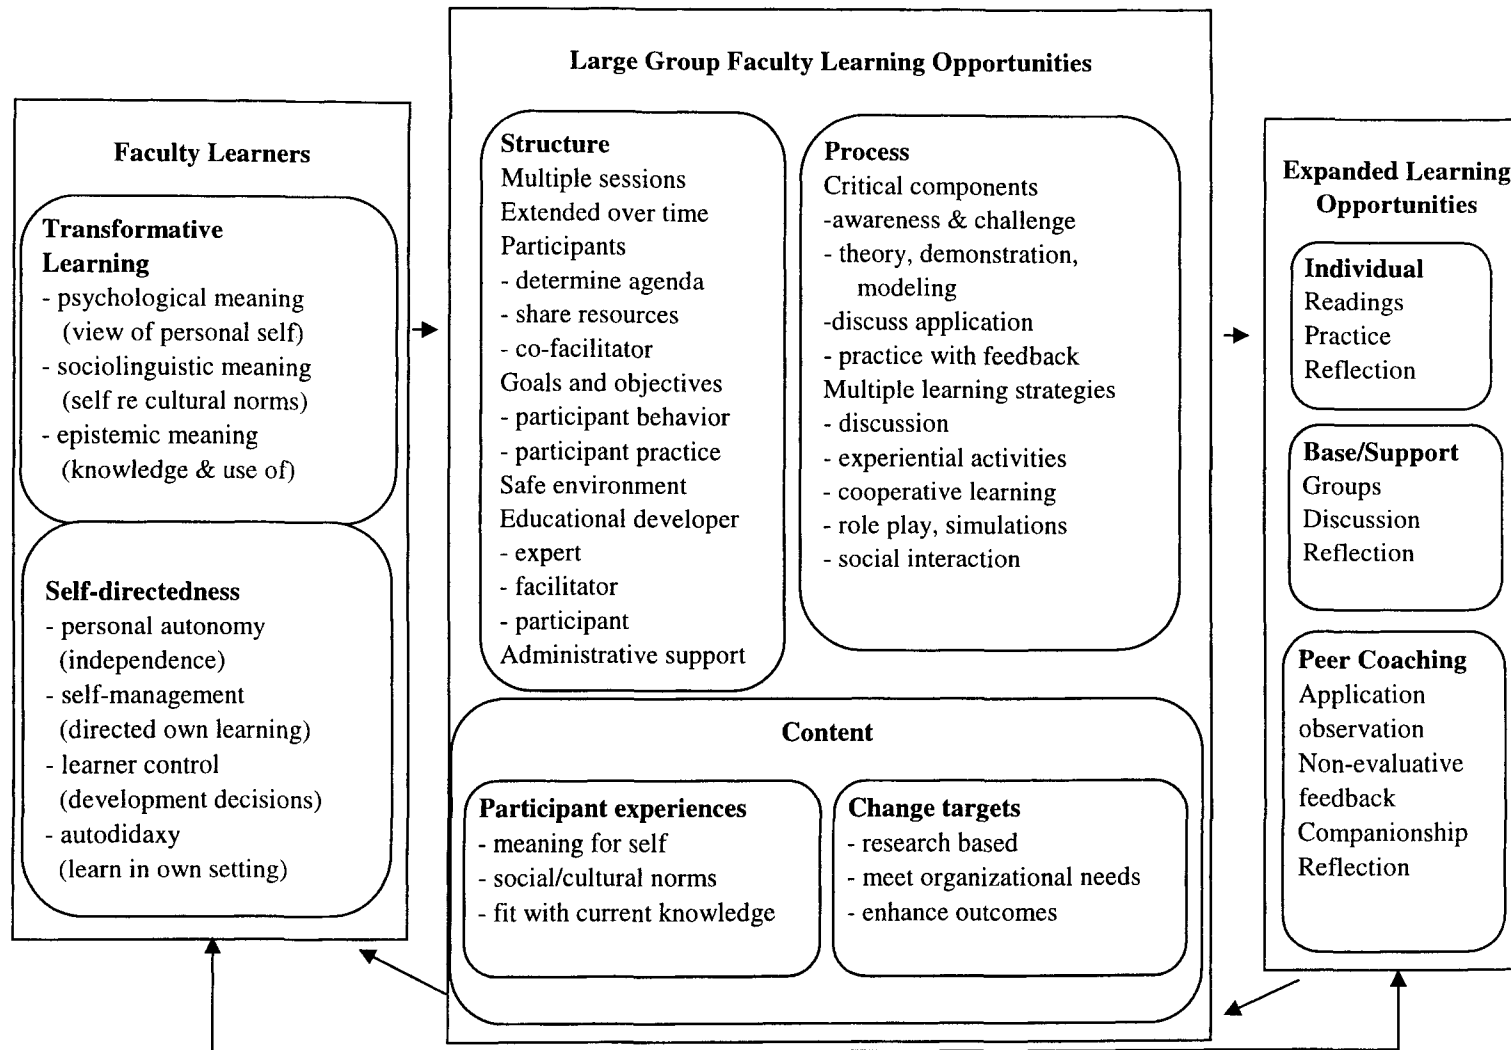 Large Group Faculty Learning Opportunities
Faculty Learners
Transformative
Learning
- psychological meaning
(view of personal self)
- sociolinguistic meaning
(self re cultural norms)
- epistemic meaning
(knowledge & use of)
Self-directedness
- personal autonomy
(independence)
- self-management
(directed own learning)
- learner control
(development decisions)
- autodidaxy
(learn in own setting)
Structure
Multiple sessions
Extended over time
Participants
- determine agenda
- share resources
- co-facilitator
Goals and objectives
- participant behavior
- participant practice
Safe environment
Educational developer
- expert
- facilitator
- participant
Administrative support
Process
Critical components
-awareness & challenge
- theory, demonstration,
modeling
-discuss application
- practice with feedback
Multiple learning strategies
- discussion
- experiential activities
- cooperative learning
- role play, simulations
- social interaction
Content
Participant experiences
- meaning for self
- social/cultural norms
- fit with current knowledge
Change targets
- research based
- meet organizational needs
- enhance outcomes
Expanded Learning
Opportunities
Individual
Readings
Practice
Reflection
Base/Support
Groups
Discussion
Reflection
Peer Coaching
Application
observation
Non-evaluative
feedback
Companionship
Reflection